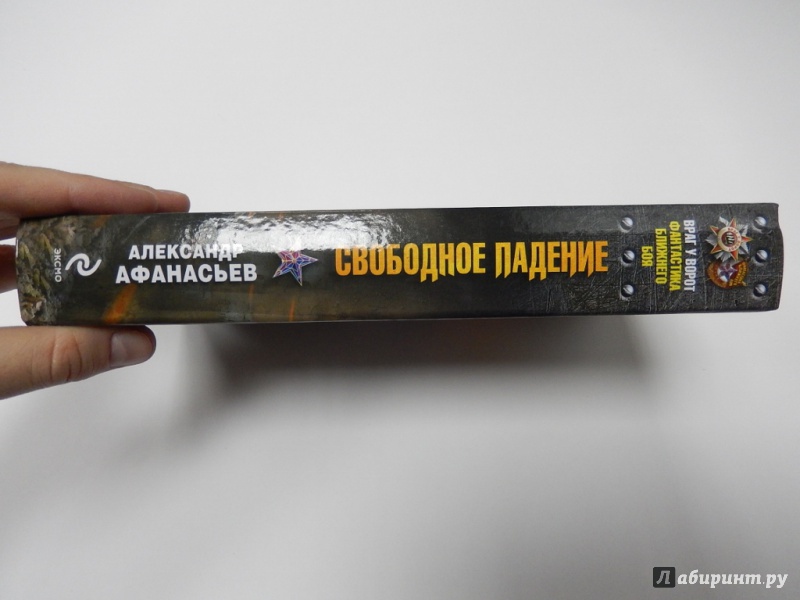 ЭКСМО
АЛЕКСАНДР
АФАНАСЬЕВ
СВОБОДНОЕ ПАДЕНИЕ
ВРАГ У ВОРОТ
ФАНТАСТИКА
БЛИЖНЕГО
БОЯ
Лабиринт.ру